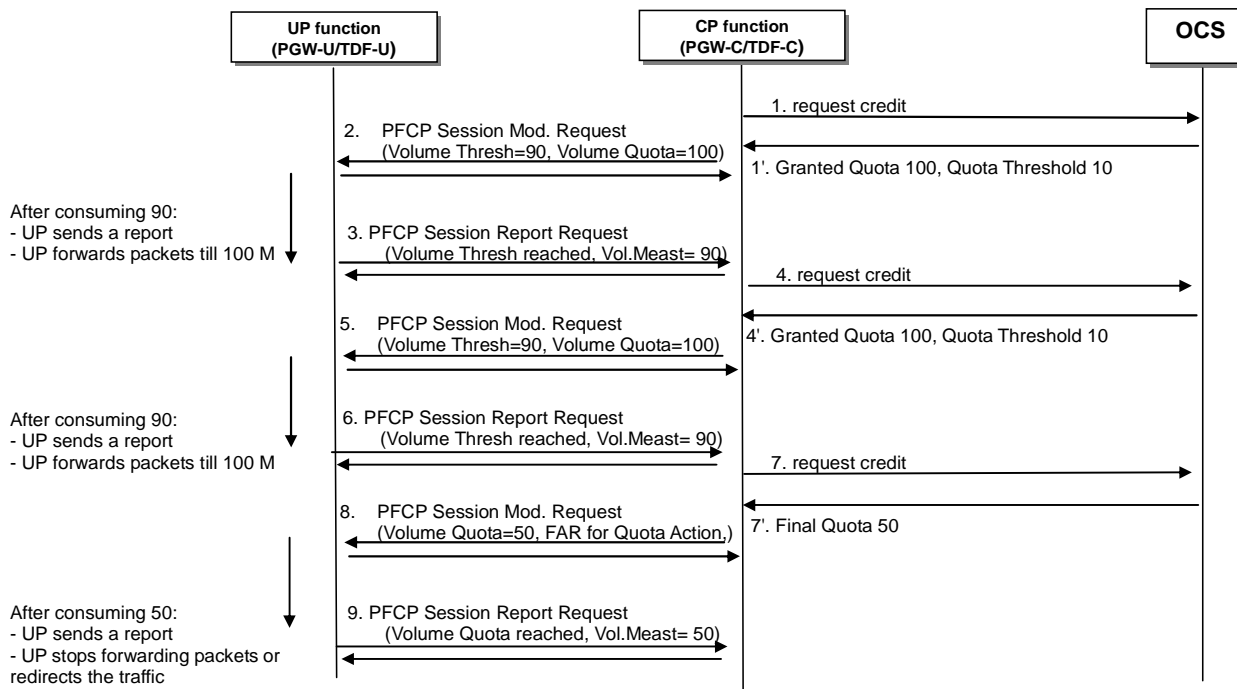 UP function
(PGW-U/TDF-U)
CP function
(PGW-C/TDF-C)
OCS
1. request credit
2. PFCP Session Mod. Request
(Volume Thresh=90, Volume Quota=100)
1'. Granted Quota 100, Quota Threshold 10
After consuming 90:
- UP sends a report
- UP forwards packets till 100 M
3. PFCP Session Report Request
(Volume Thresh reached, Vol.Meast= 90)
4. request credit
5. PFCP Session Mod. Request
(Volume Thresh=90, Volume Quota=100)
4'. Granted Quota 100, Quota Threshold 10
After consuming 90:
- UP sends a report
- UP forwards packets till 100 M
6. PFCP Session Report Request
(Volume Thresh reached, Vol.Meast= 90)
7. request credit
8. PFCP Session Mod. Request
(Volume Quota=50, FAR for Quota Action,)
7'. Final Quota 50
After consuming 50:
- UP sends a report
- UP stops forwarding packets or
redirects the traffic
9. PFCP Session Report Request
(Volume Quota reached, Vol.Meast= 50)